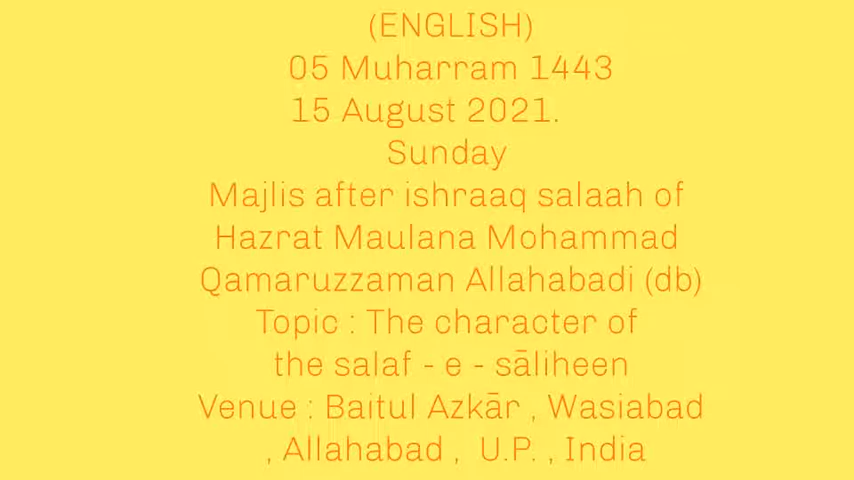 (ENGLISH)
05 Muharram 1443
15 August 2021.
Sunday
Majlis after ishraaq salaah of
Hazrat Maulana Mohammad
Qamaruzzaman Allahabadi (db)
Topic : The character of
the salaf - e - sāliheen
Venue : Baitul Azkār , Wasiabad
, Allahabad , U.P. , India